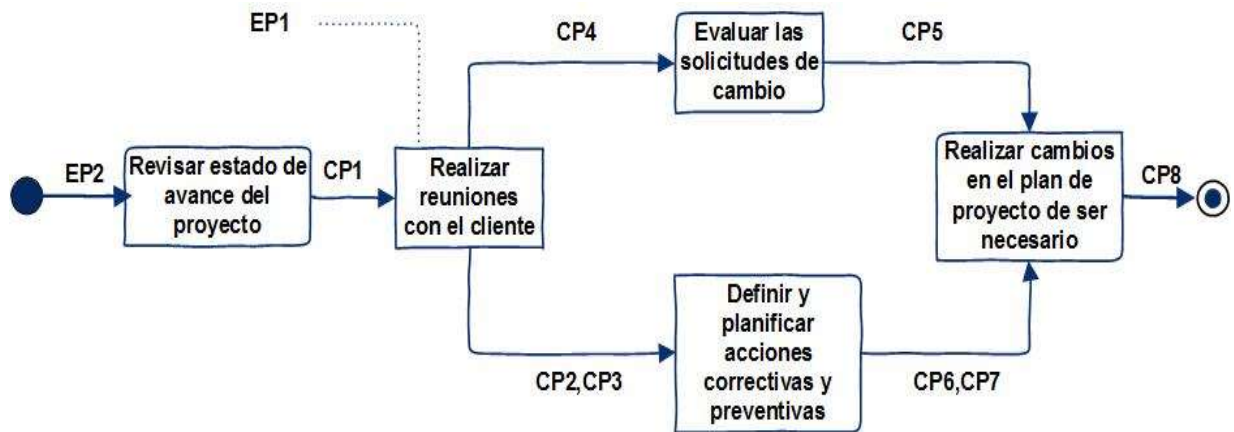 EP1
CP4
Evaluar las
solicitudes de
cambio
CP5
EP2
Revisar estado de
avance del
proyecto
CP1
Realizar
reuniones
con el cliente
Realizar cambios
en el plan de
proyecto de ser
necesario
CP8
CP2,CP3
Definir y
planificar
acciones
correctivas y
preventivas
CP6,CP7